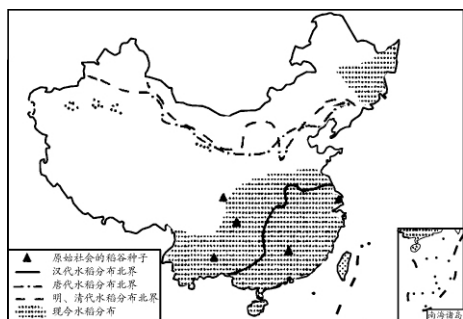 原始社会的稻谷种子
汉代水稻分布北界
唐代水稻分布北界
明、清代水稻分布北界
现今水稻分布
南海诸岛